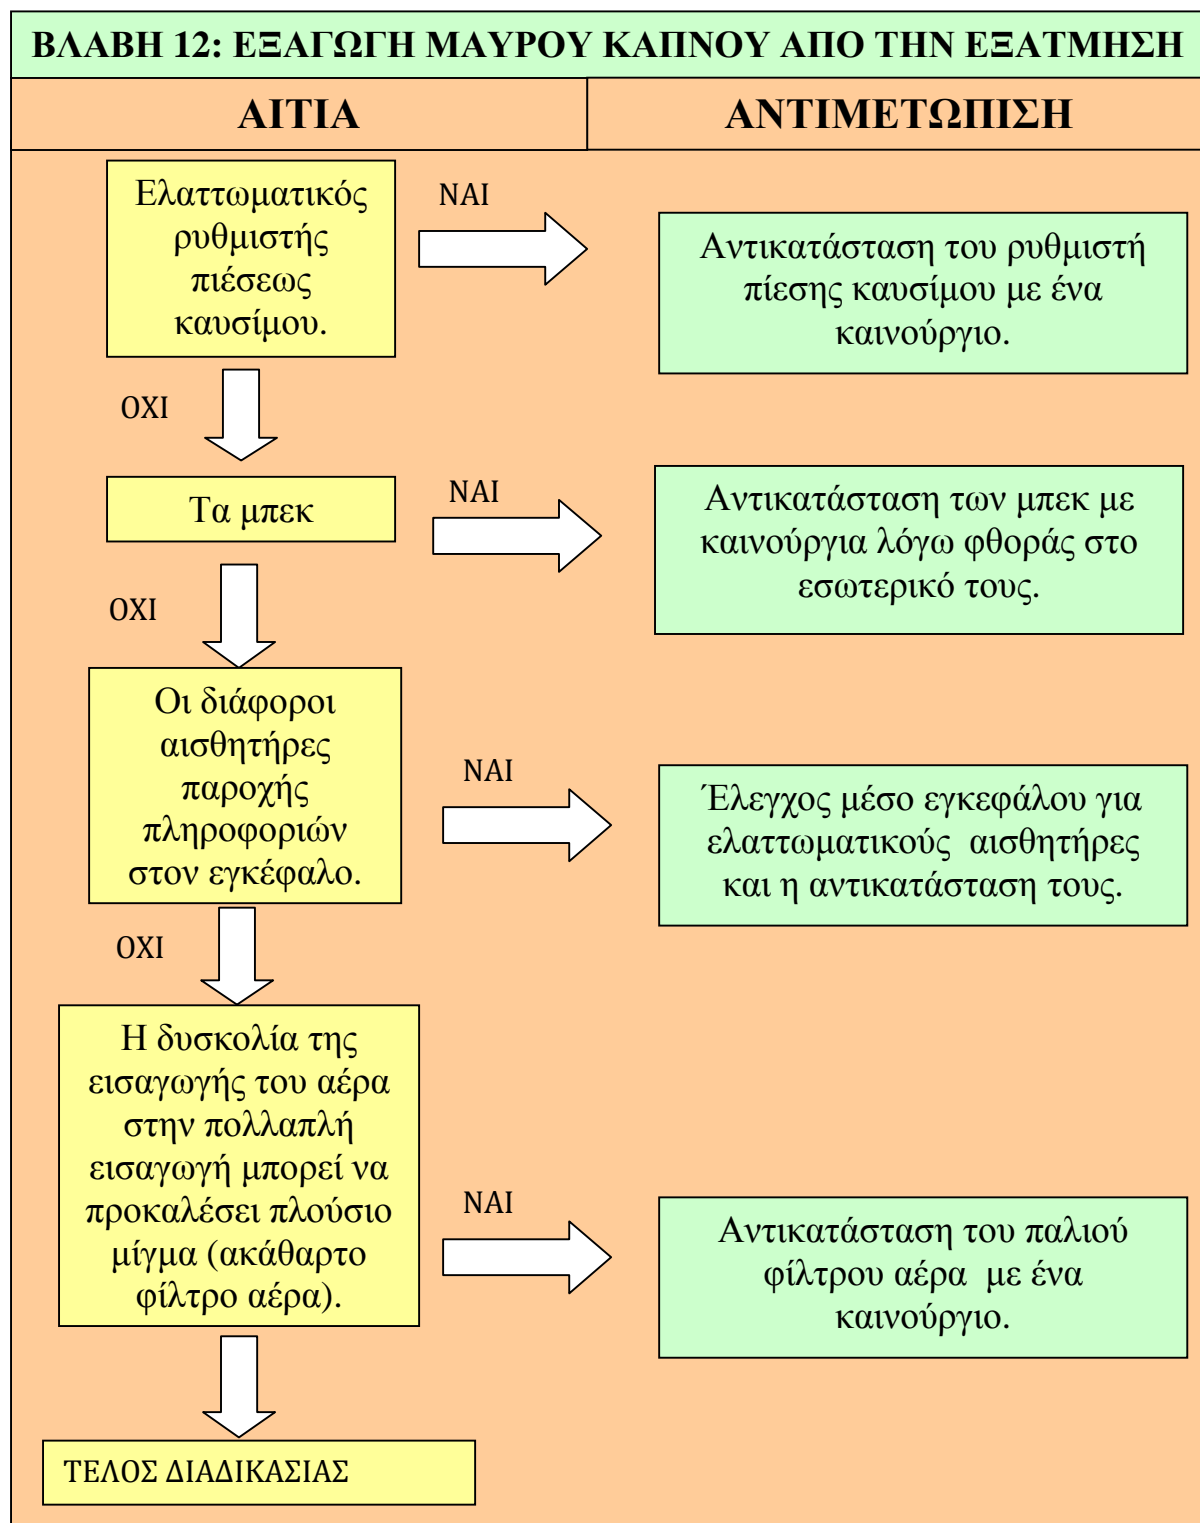 ΒΛΑΒΗ 12: ΕΞΑΓΩΓΗ ΜΑΥΡΟΥ ΚΑΠΝΟΥ ΑΠΟ ΤΗΝ ΕΞΑΤΜΗΣΗ
ΑΙΤΙΑ
ΑΝΤΙΜΕΤΩΠΙΣΗ
Ελαττωματικός
ρυθμιστής
πιέσεως
καυσίμου.
ΝΑΙ
Αντικατάσταση του ρυθμιστή
πίεσης καυσίμου με ένα
καινούργιο.
ΟΧΙ
Τα μπεκ
ΝΑΙ
Αντικατάσταση των μπεκ με
καινούργια λόγω φθοράς στο
εσωτερικό τους.
ΟΧΙ
Οι διάφοροι
αισθητήρες
παροχής
πληροφοριών
στον εγκέφαλο.
ΝΑΙ
Έλεγχος μέσο εγκεφάλου για
ελαττωματικούς  αισθητήρες
και η αντικατάσταση τους.
ΟΧΙ
Η δυσκολία της
εισαγωγής του αέρα
στην πολλαπλή
εισαγωγή μπορεί να
προκαλέσει πλούσιο
μίγμα (ακάθαρτο
φίλτρο αέρα).
ΝΑΙ
Αντικατάσταση του παλιού
φίλτρου αέρα  με ένα
καινούργιο.
ΤΕΛΟΣ ΔΙΑΔΙΚΑΣΙΑΣ